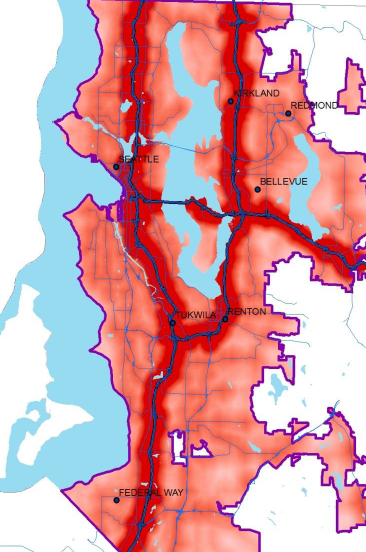 KIRKLAND
REDMOND
SEATTLE
BELLEVUE
TUKWILA
RENTON
FEDERAL WAY